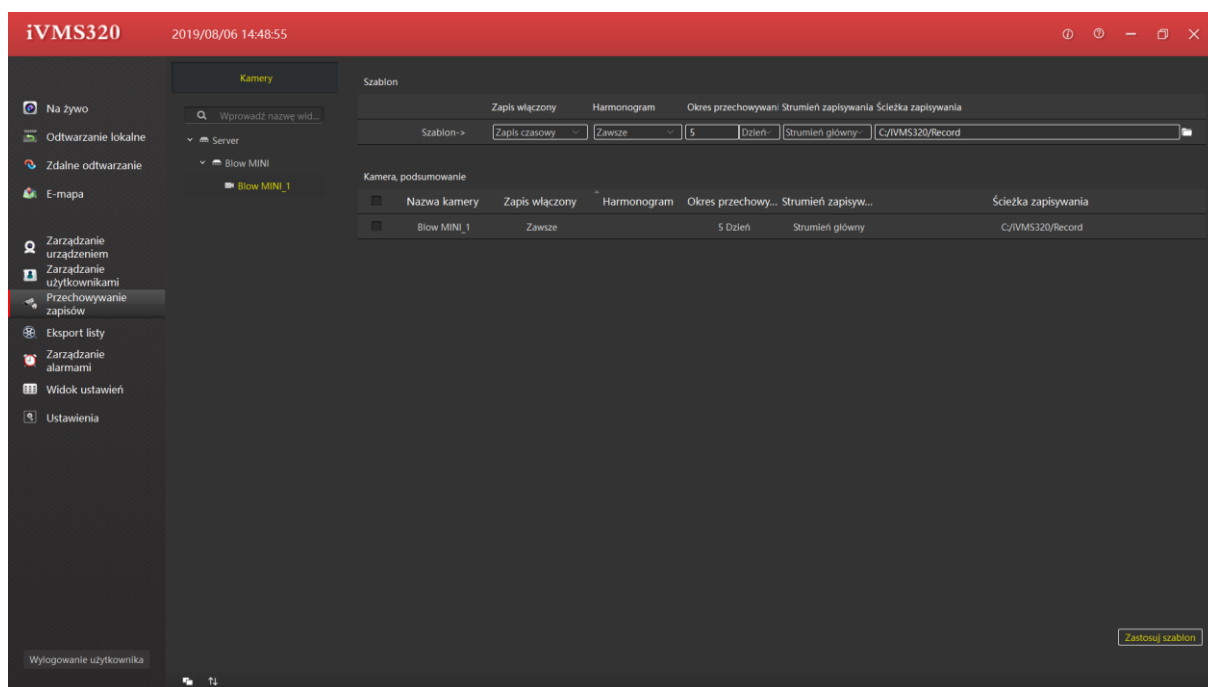 iVMS320
2019/08/06 14:48:55
Na żywo
Odtwarzanie lokalne
Zdalne odtwarzanie
E-mapa
Zarządzanie
urządzeniem
Zarządzanie
użytkownikami
Przechowywanie
zapisów
Eksport listy
Zarządzanie
alarmami
Widok ustawień
Ustawienia
Wylogowanie użytkownika
Kamery
Wprowadź nazwę wid...
Server
Blow MINI
Blow MINI_1
Szablon
Zapis włączony Harmonogram Okres przechowywani Strumień zapisywania Ścieżka zapisywania
Szablon-> Zapis czasowy Zawsze 5 Dzień Strumień główny C:/IVMS320/Record
Kamera, podsumowanie
Nazwa kamery Zapis włączony Harmonogram Okres przechowy... Strumień zapisyw... Ścieżka zapisywania
Blow MINI_1 Zawsze 5 Dzień Strumień główny C:/IVMS320/Record
Zastosuj szablon